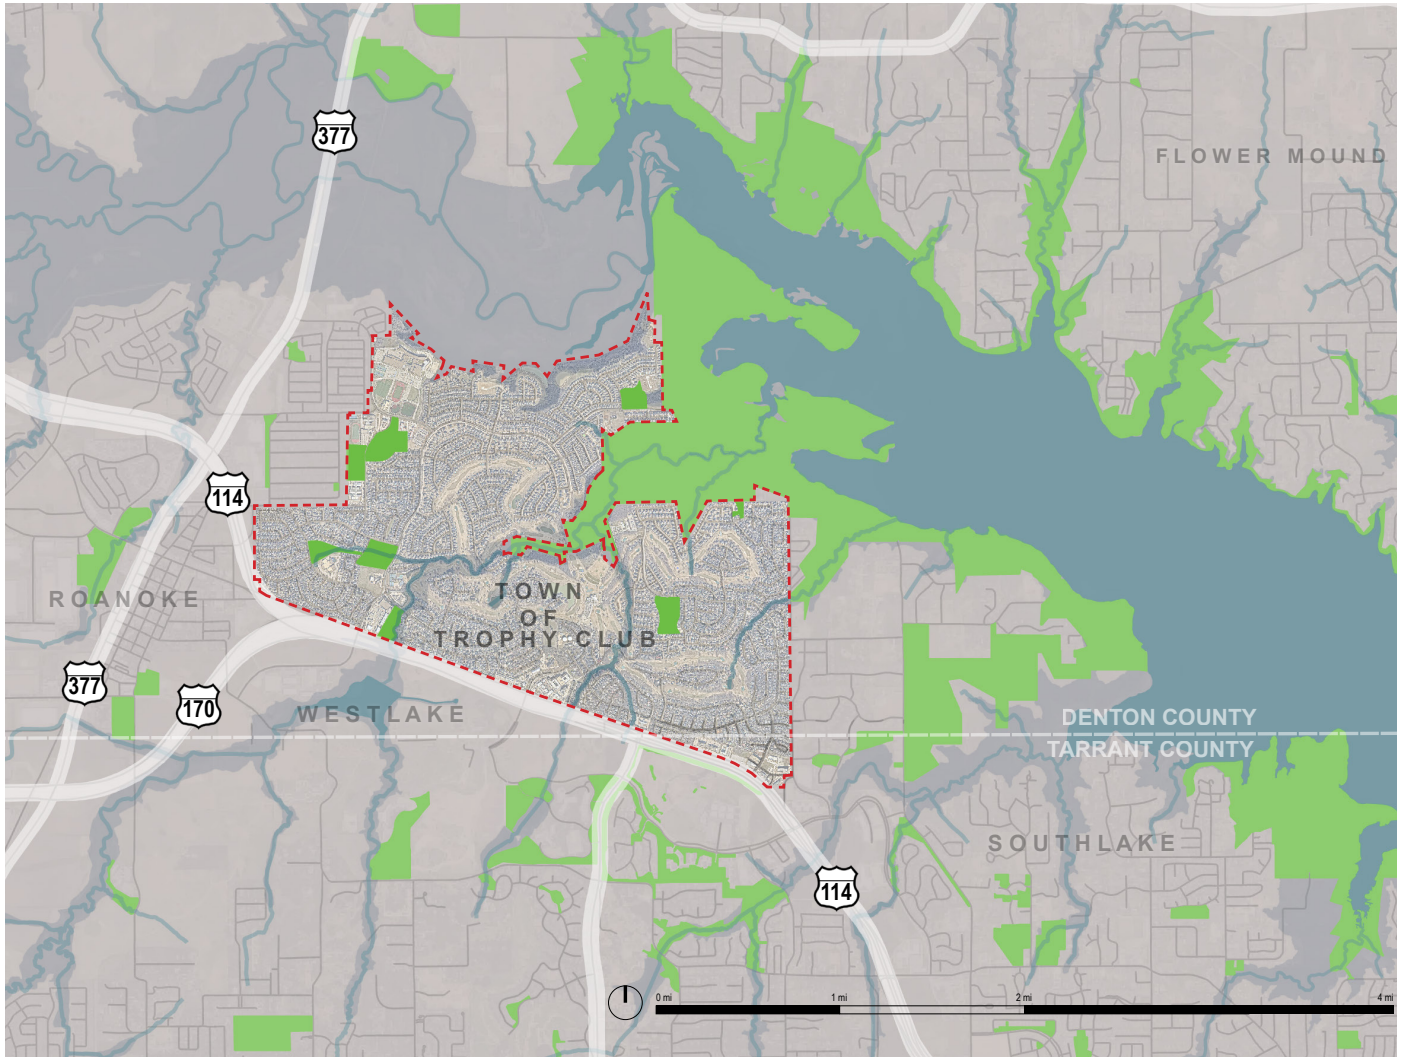 377
FLOWER MOUND
114
ROANOKE
TOWN
OF
TROPHY CLUB
377
170
WESTLAKE
DENTON COUNTY
TARRANT COUNTY
SOUTHLAKE
114
0 mi
1 mi
2 mi
4 mi